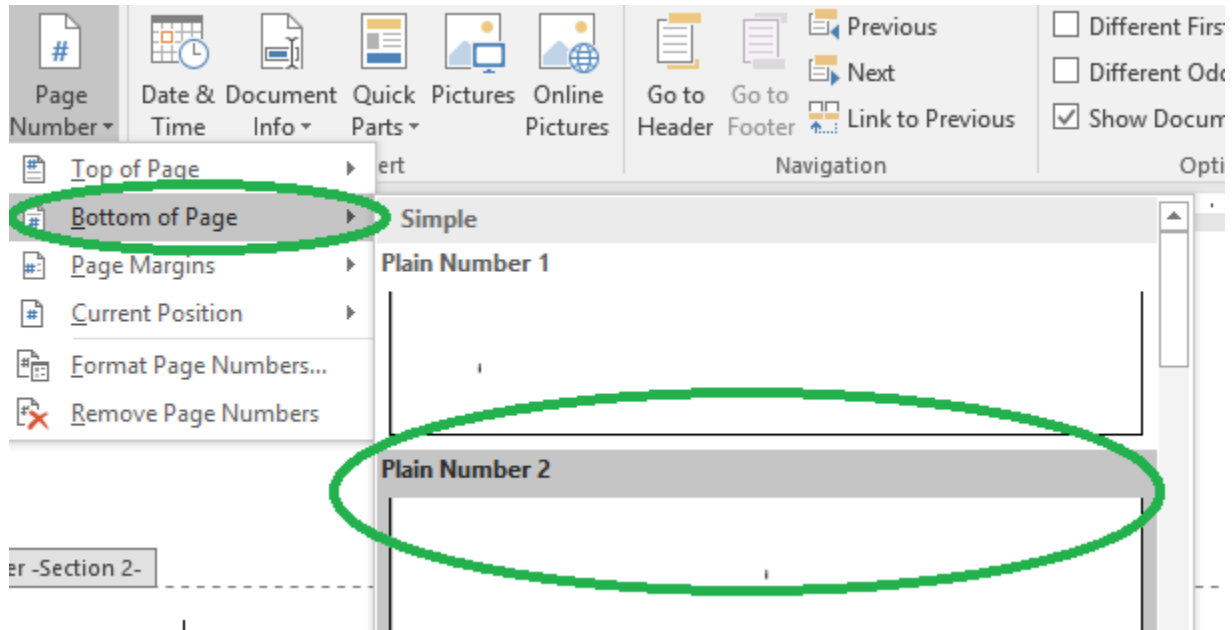 Page Number
Date & Time
Document Info
Quick Parts
Pictures
Online Pictures
Go to Header
Go to Footer
Previous
Next
Link to Previous
Different Firs
Different Odd
Show Docum
ert
Navigation
Opti
Top of Page
Bottom of Page
Page Margins
Current Position
Format Page Numbers...
Remove Page Numbers
Simple
Plain Number 1
Plain Number 2
er -Section 2-